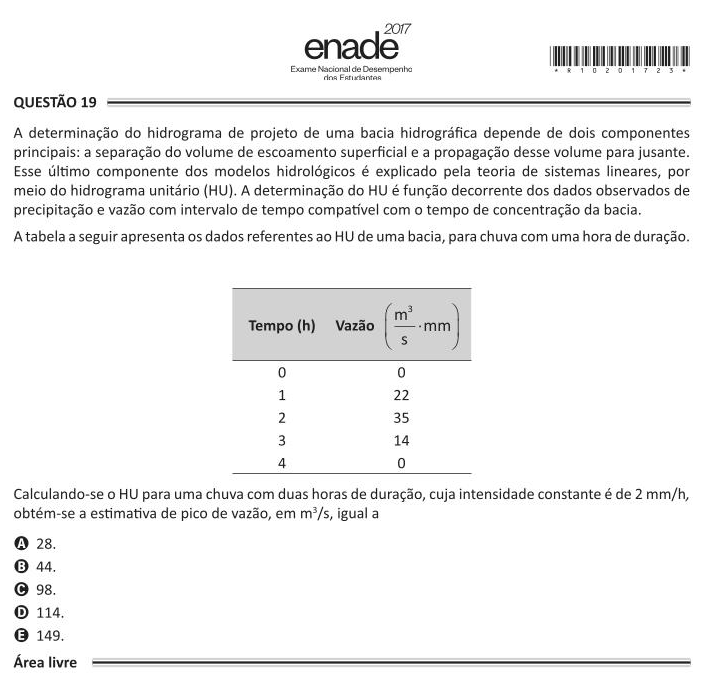 2017
enade
Exame Nacional de Desempenho
dos Estudantes
* R 1 0 2 0 1 7 2 3 *
QUESTÃO 19
A determinação do hidrograma de projeto de uma bacia hidrográfica depende de dois componentes
principais: a separação do volume de escoamento superficial e a propagação desse volume para jusante.
Esse último componente dos modelos hidrológicos é explicado pela teoria de sistemas lineares, por
meio do hidrograma unitário (HU). A determinação do HU é função decorrente dos dados observados de
precipitação e vazão com intervalo de tempo compatível com o tempo de concentração da bacia.
A tabela a seguir apresenta os dados referentes ao HU de uma bacia, para chuva com uma hora de duração.
Tempo (h) Vazão (m³/s · mm)
0 0
1 22
2 35
3 14
4 0
Calculando-se o HU para uma chuva com duas horas de duração, cuja intensidade constante é de 2 mm/h,
obtém-se a estimativa de pico de vazão, em m³/s, igual a
A 28.
B 44.
C 98.
D 114.
E 149.
Área livre